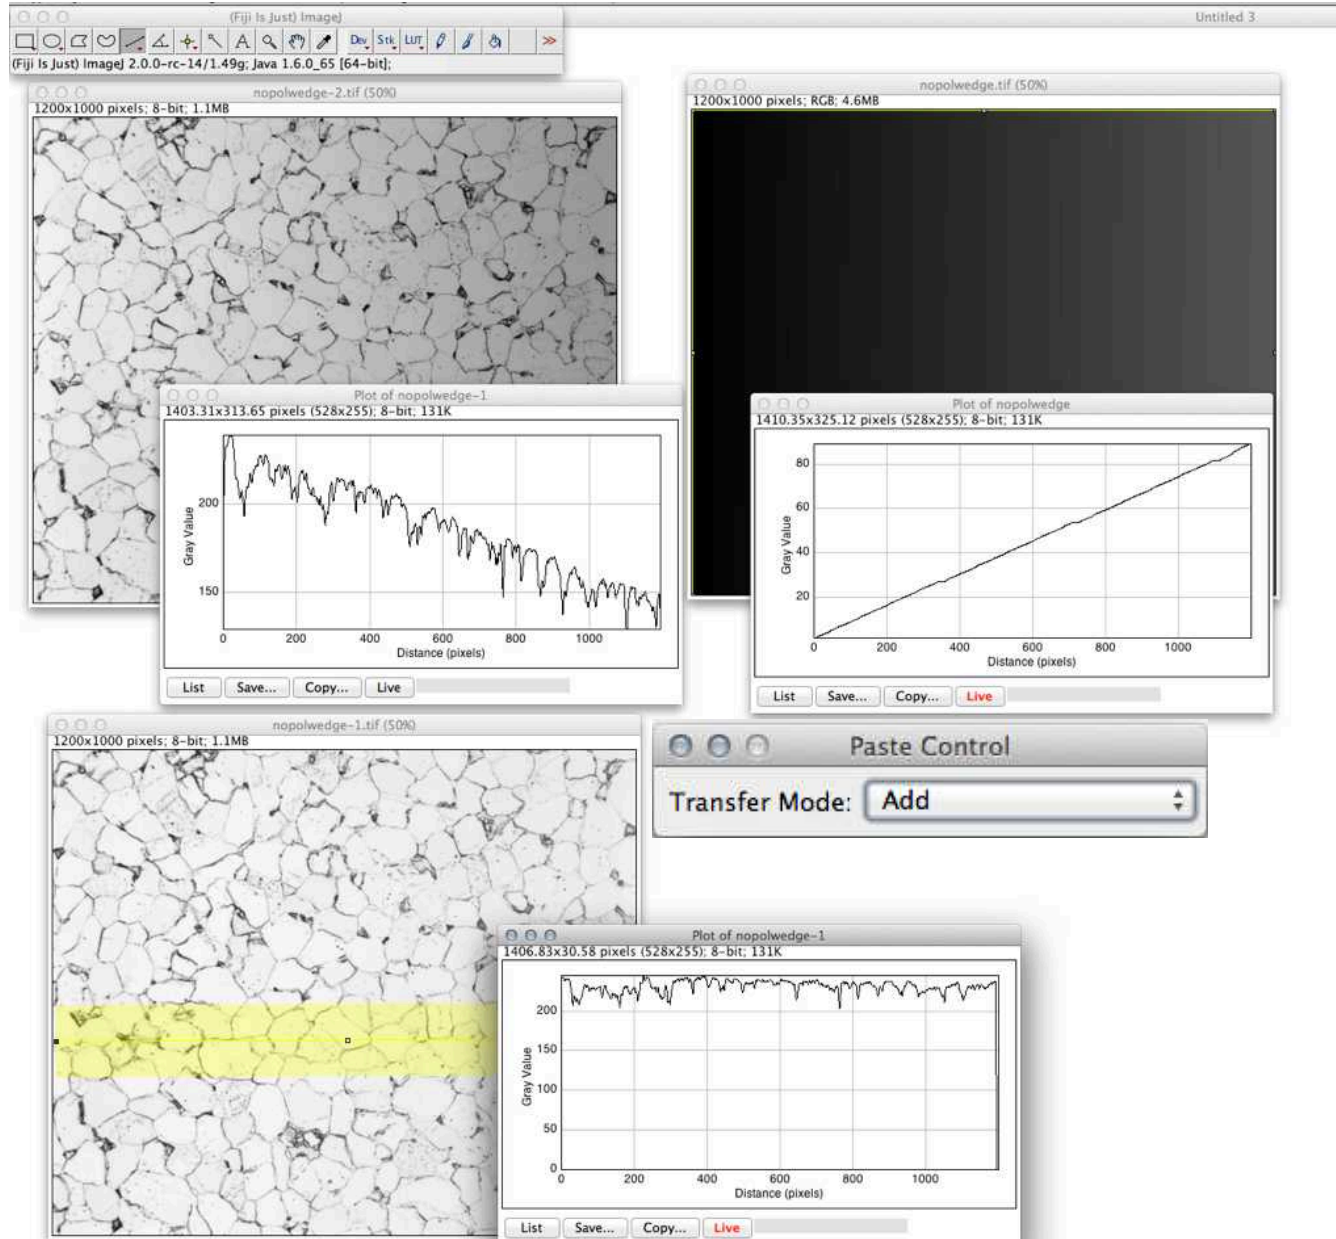 (Fiji Is Just) ImageJ
Untitled 3
A Dev Stk LUT >>
(Fiji Is Just) ImageJ 2.0.0-rc-14/1.49g; Java 1.6.0_65 [64-bit];
nopolwedge-2.tif (50%)
1200x1000 pixels; 8-bit; 1.1MB
nopolwedge.tif (50%)
1200x1000 pixels; RGB; 4.6MB
Plot of nopolwedge-1
1403.31x313.65 pixels (528x255); 8-bit; 131K
200
150
Gray Value
0 200 400 600 800 1000
Distance (pixels)
List Save... Copy... Live
Plot of nopolwedge
1410.35x325.12 pixels (528x255); 8-bit; 131K
80
60
40
20
Gray Value
0 200 400 600 800 1000
Distance (pixels)
List Save... Copy... Live
nopolwedge-1.tif (50%)
1200x1000 pixels; 8-bit; 1.1MB
Paste Control
Transfer Mode: Add
Plot of nopolwedge-1
1406.83x30.58 pixels (528x255); 8-bit; 131K
200
150
100
50
0
Gray Value
0 200 400 600 800 1000
Distance (pixels)
List Save... Copy... Live